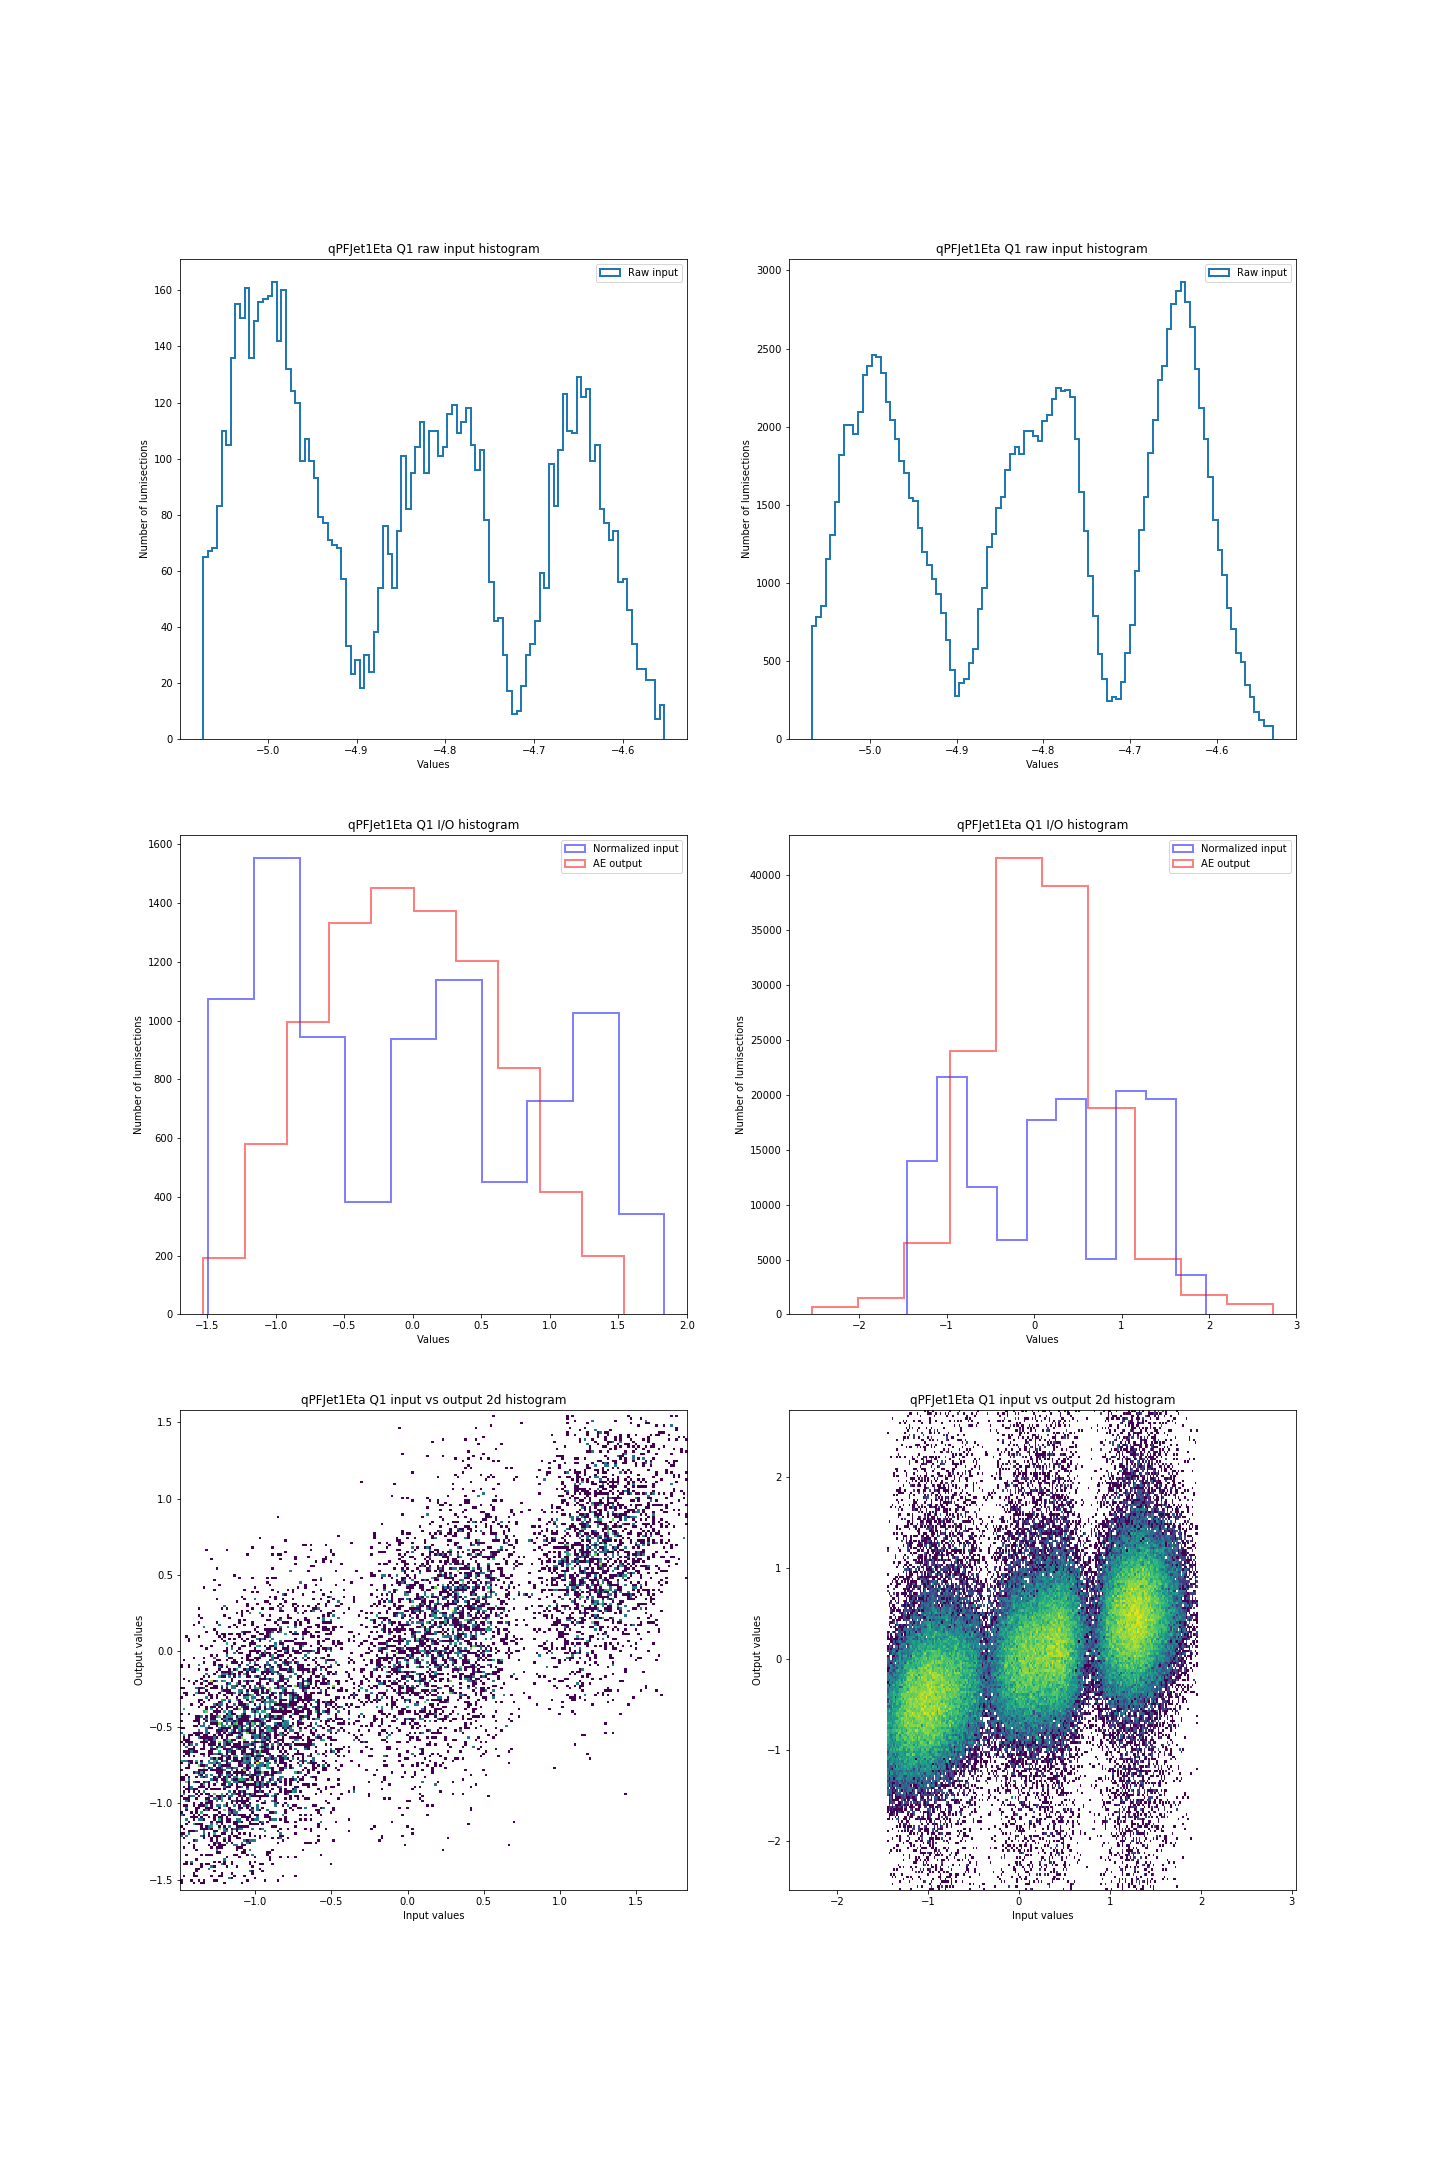 qPFJet1Eta Q1 raw input histogram
Raw input
160
140
120
100
80
60
40
20
0
Number of lumisections
−5.0 −4.9 −4.8 −4.7 −4.6
Values
qPFJet1Eta Q1 raw input histogram
Raw input
3000
2500
2000
1500
1000
500
0
Number of lumisections
−5.0 −4.9 −4.8 −4.7 −4.6
Values
qPFJet1Eta Q1 I/O histogram
Normalized input
AE output
1600
1400
1200
1000
800
600
400
200
0
Number of lumisections
−1.5 −1.0 −0.5 0.0 0.5 1.0 1.5 2.0
Values
qPFJet1Eta Q1 I/O histogram
Normalized input
AE output
40000
35000
30000
25000
20000
15000
10000
5000
0
Number of lumisections
−2 −1 0 1 2 3
Values
qPFJet1Eta Q1 input vs output 2d histogram
1.5
1.0
0.5
0.0
−0.5
−1.0
−1.5
Output values
−1.0 −0.5 0.0 0.5 1.0 1.5
Input values
qPFJet1Eta Q1 input vs output 2d histogram
2
1
0
−1
−2
Output values
−2 −1 0 1 2 3
Input values